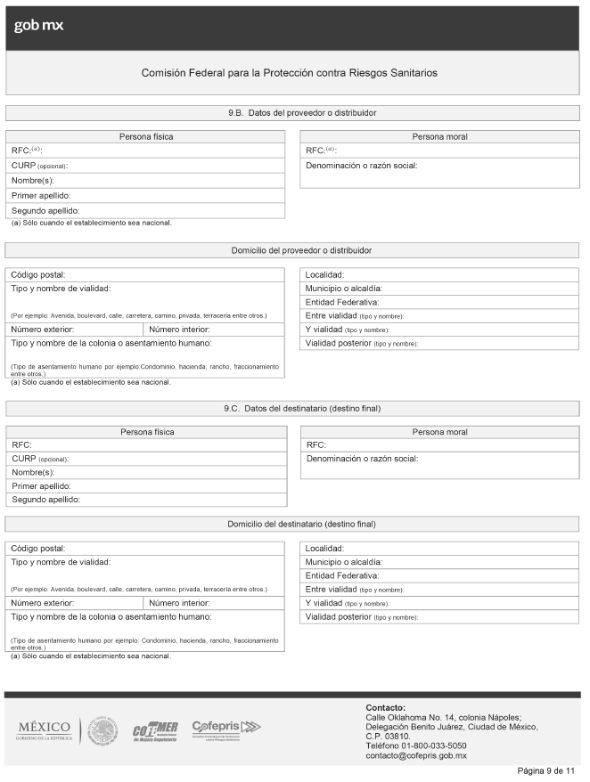 gob mx
Comisión Federal para la Protección contra Riesgos Sanitarios
9.B. Datos del proveedor o distribuidor
Persona física
RFC:(a):
CURP (opcional):
Nombre(s):
Primer apellido:
Segundo apellido:
(a) Sólo cuando el establecimiento sea nacional.
Persona moral
RFC:(a):
Denominación o razón social:
Domicilio del proveedor o distribuidor
Código postal:
Tipo y nombre de vialidad:
(Por ejemplo: Avenida, boulevard, calle, carretera, camino, privada, terracería entre otros.)
Número exterior: Número interior:
Tipo y nombre de la colonia o asentamiento humano:
(Tipo de asentamiento humano por ejemplo:Condominio, hacienda, rancho, fraccionamiento
entre otros.)
(a) Sólo cuando el establecimiento sea nacional.
Localidad:
Municipio o alcaldía:
Entidad Federativa:
Entre vialidad (tipo y nombre):
Y vialidad (tipo y nombre):
Vialidad posterior (tipo y nombre):
9.C. Datos del destinatario (destino final)
Persona física
RFC:
CURP (opcional):
Nombre(s):
Primer apellido:
Segundo apellido:
Persona moral
RFC:
Denominación o razón social:
Domicilio del destinatario (destino final)
Código postal:
Tipo y nombre de vialidad:
(Por ejemplo: Avenida, boulevard, calle, carretera, camino, privada, terracería entre otros.)
Número exterior: Número interior:
Tipo y nombre de la colonia o asentamiento humano:
(Tipo de asentamiento humano por ejemplo: Condominio, hacienda, rancho, fraccionamiento
entre otros.)
(a) Sólo cuando el establecimiento sea nacional.
Localidad:
Municipio o alcaldía:
Entidad Federativa:
Entre vialidad (tipo y nombre):
Y vialidad (tipo y nombre):
Vialidad posterior (tipo y nombre):
MÉXICO
GOBIERNO DE LA REPÚBLICA
Cofepris
Contacto:
Calle Oklahoma No. 14, colonia Nápoles;
Delegación Benito Juárez, Ciudad de México,
C.P. 03810.
Teléfono 01-800-033-5050
contacto@cofepris.gob.mx
Página 9 de 11